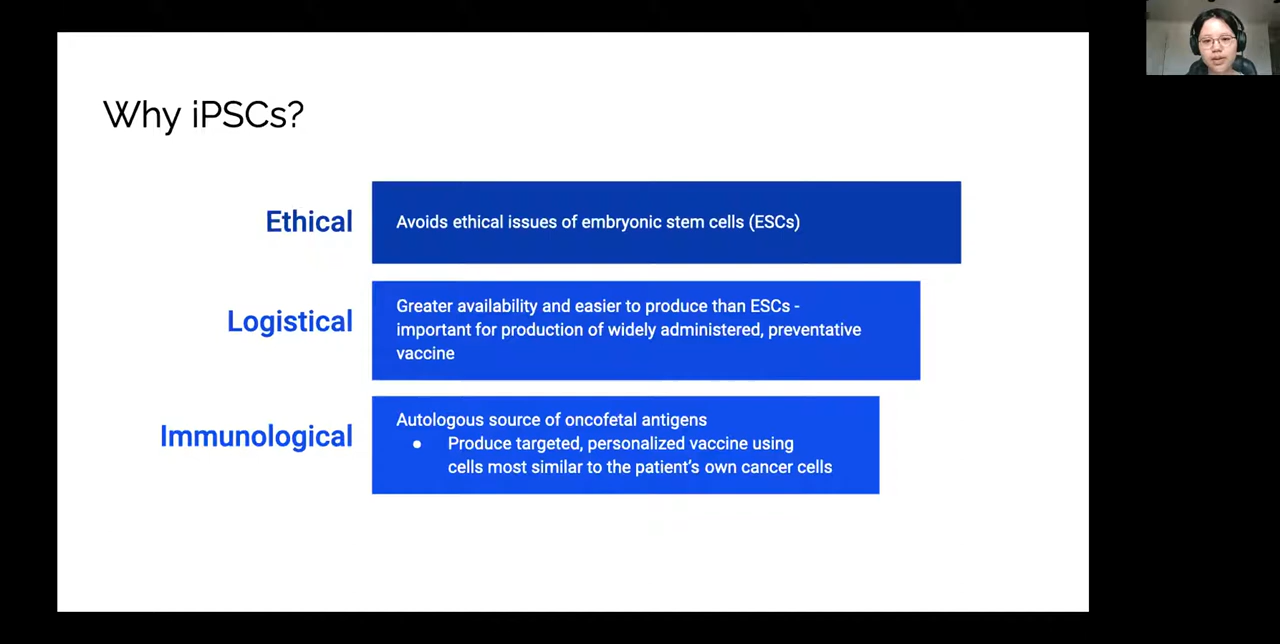 Why iPSCs?
Ethical
Avoids ethical issues of embryonic stem cells (ESCs)
Logistical
Greater availability and easier to produce than ESCs -
important for production of widely administered, preventative
vaccine
Immunological
Autologous source of oncofetal antigens
● Produce targeted, personalized vaccine using
cells most similar to the patient's own cancer cells